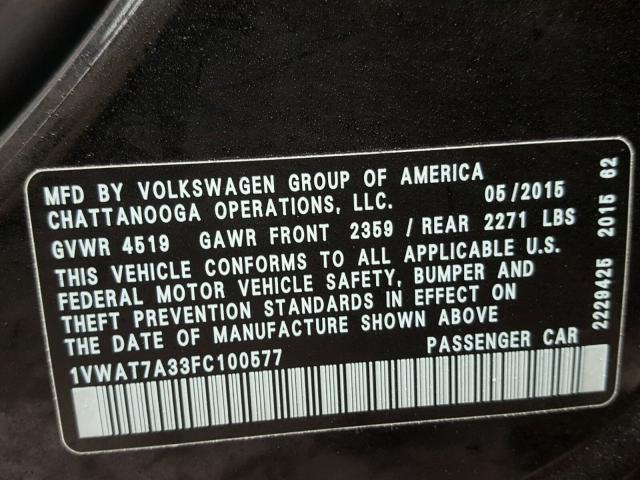 MFD BY VOLKSWAGEN GROUP OF AMERICA
CHATTANOOGA OPERATIONS, LLC. 05/2015
GVWR 4519 GAWR FRONT 2359 / REAR 2271 LBS
THIS VEHICLE CONFORMS TO ALL APPLICABLE U.S.
FEDERAL MOTOR VEHICLE SAFETY, BUMPER AND
THEFT PREVENTION STANDARDS IN EFFECT ON
THE DATE OF MANUFACTURE SHOWN ABOVE
1VWAT7A33FC100577 PASSENGER CAR
2229425 2015 62